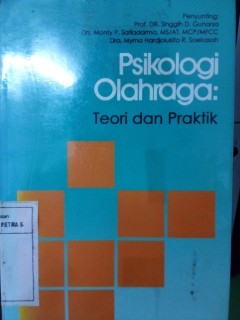 Penyunting:
Prof. DR. Singgih D. Gunarsa
Drs. Monty P. Satiadarma, MS/AT, MCP/MFCC
Dra. Myrna Hardjolukito R. Soekasah
Psikologi
Olahraga:
Teori dan Praktik
PETRA S.